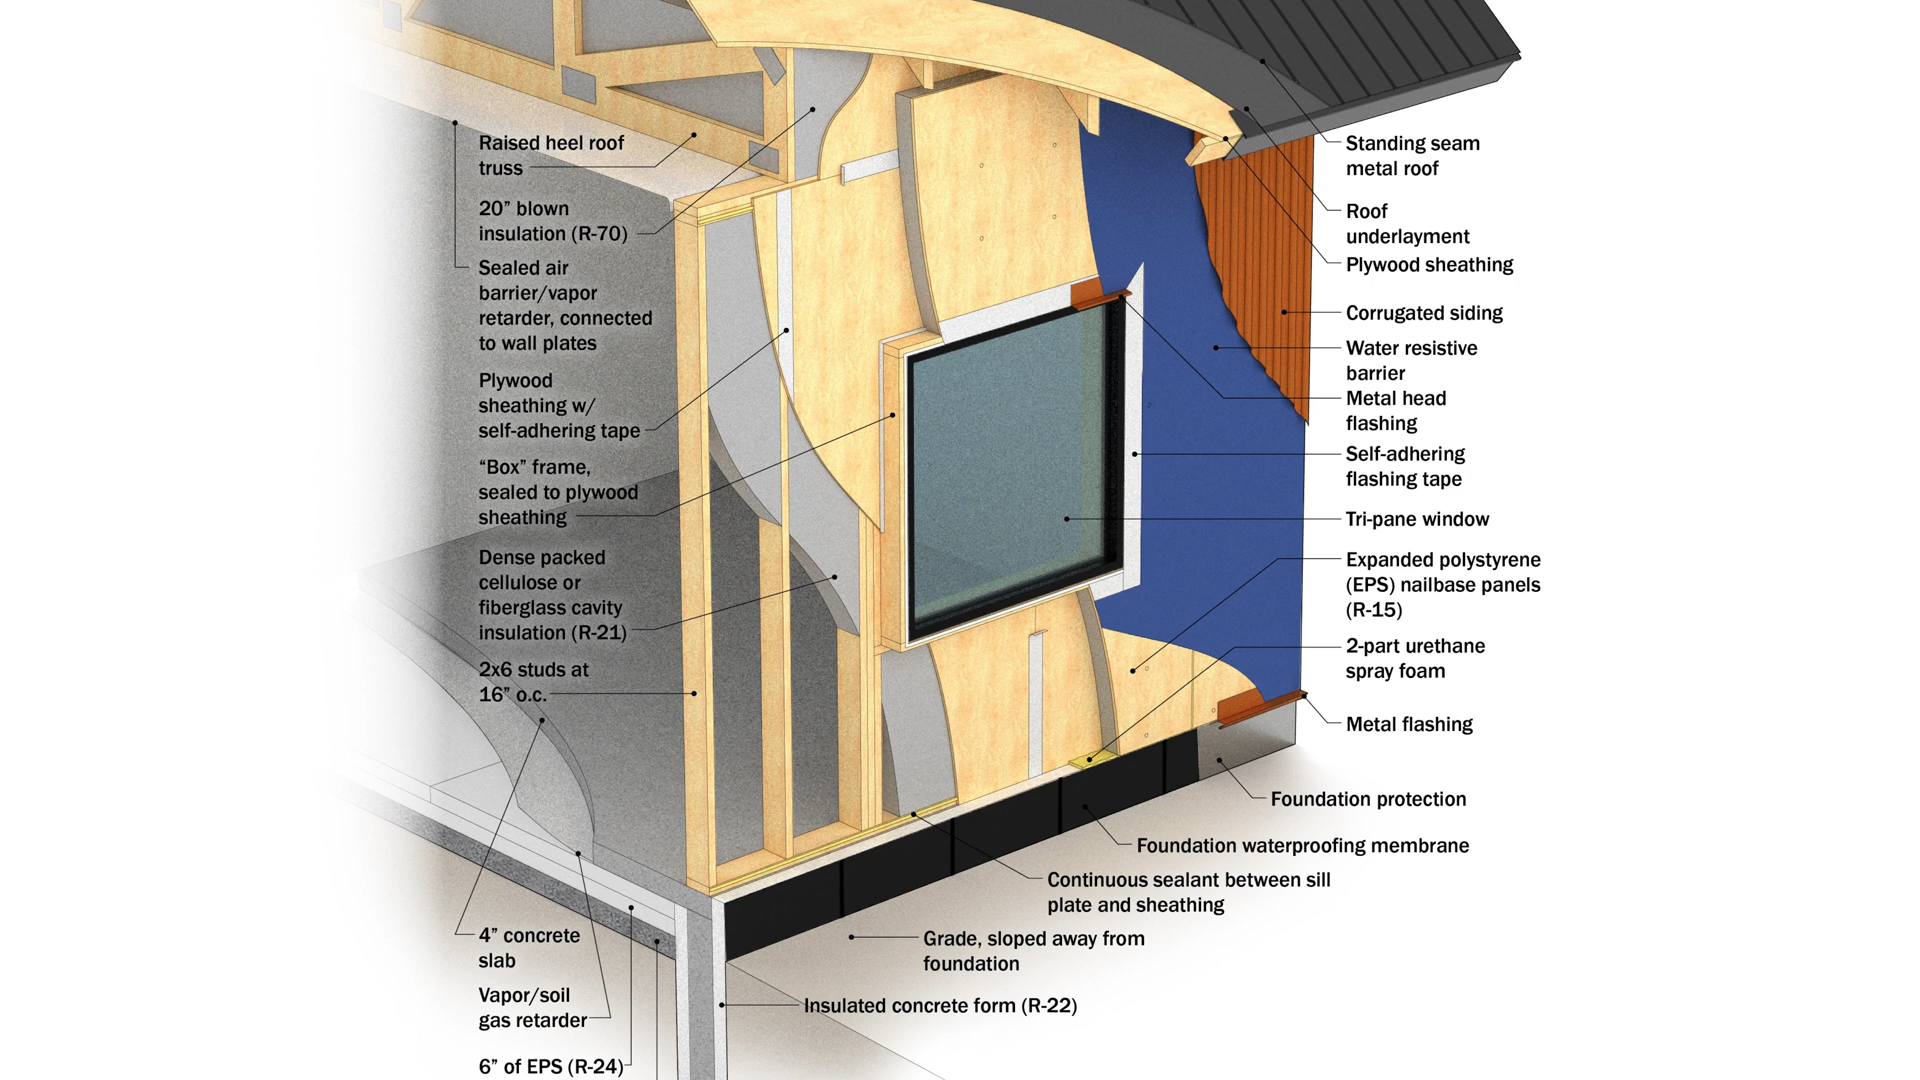 Raised heel roof
truss
20” blown
insulation (R-70)
Sealed air
barrier/vapor
retarder, connected
to wall plates
Plywood
sheathing w/
self-adhering tape
“Box” frame,
sealed to plywood
sheathing
Dense packed
cellulose or
fiberglass cavity
insulation (R-21)
2x6 studs at
16” o.c.
4” concrete
slab
Vapor/soil
gas retarder
6” of EPS (R-24)
Standing seam
metal roof
Roof
underlayment
Plywood sheathing
Corrugated siding
Water resistive
barrier
Metal head
flashing
Self-adhering
flashing tape
Tri-pane window
Expanded polystyrene
(EPS) nailbase panels
(R-15)
2-part urethane
spray foam
Metal flashing
Foundation protection
Foundation waterproofing membrane
Continuous sealant between sill
plate and sheathing
Grade, sloped away from
foundation
Insulated concrete form (R-22)